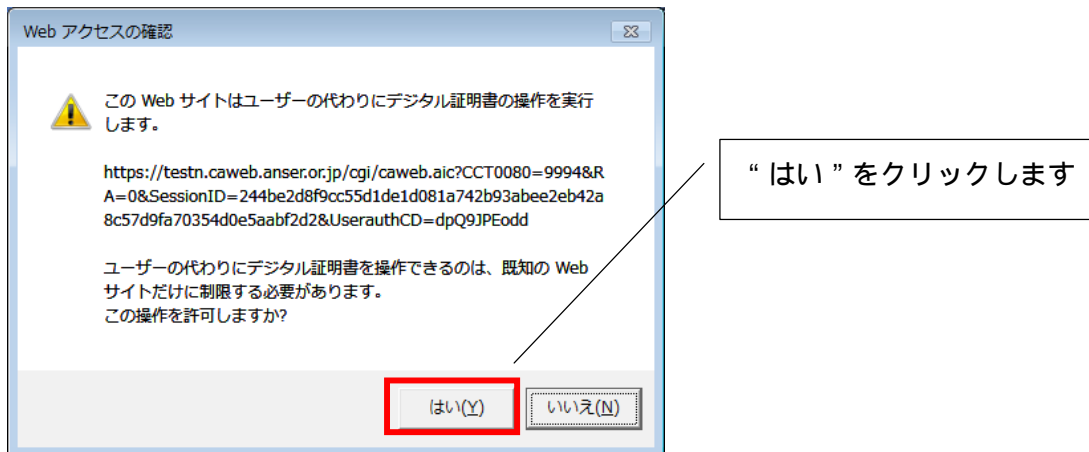 Web アクセスの確認
この Web サイトはユーザーの代わりにデジタル証明書の操作を実行
します。
https://testn.caweb.anser.or.jp/cgi/caweb.aic?CCT0080=9994&R
A=0&SessionID=244be2d8f9cc55d1de1d081a742b93abee2eb42a
8c57d9fa70354d0e5aabf2d2&UserauthCD=dpQ9JPEodd
ユーザーの代わりにデジタル証明書を操作できるのは、既知の Web
サイトだけに制限する必要があります。
この操作を許可しますか?
はい(Y)
いいえ(N)
“はい”をクリックします